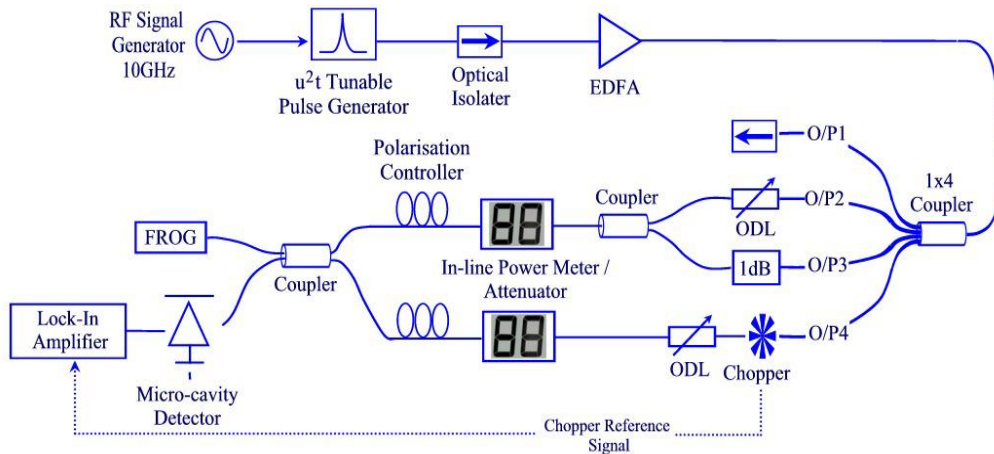 RF Signal
Generator
10GHz
u²t Tunable
Pulse Generator
Optical
Isolater
EDFA
O/P1
1x4
Coupler
Polarisation
Controller
Coupler
ODL
O/P2
FROG
88
1dB
O/P3
Coupler
In-line Power Meter /
Attenuator
Lock-In
Amplifier
88
O/P4
ODL
Chopper
Micro-cavity
Detector
Chopper Reference
Signal